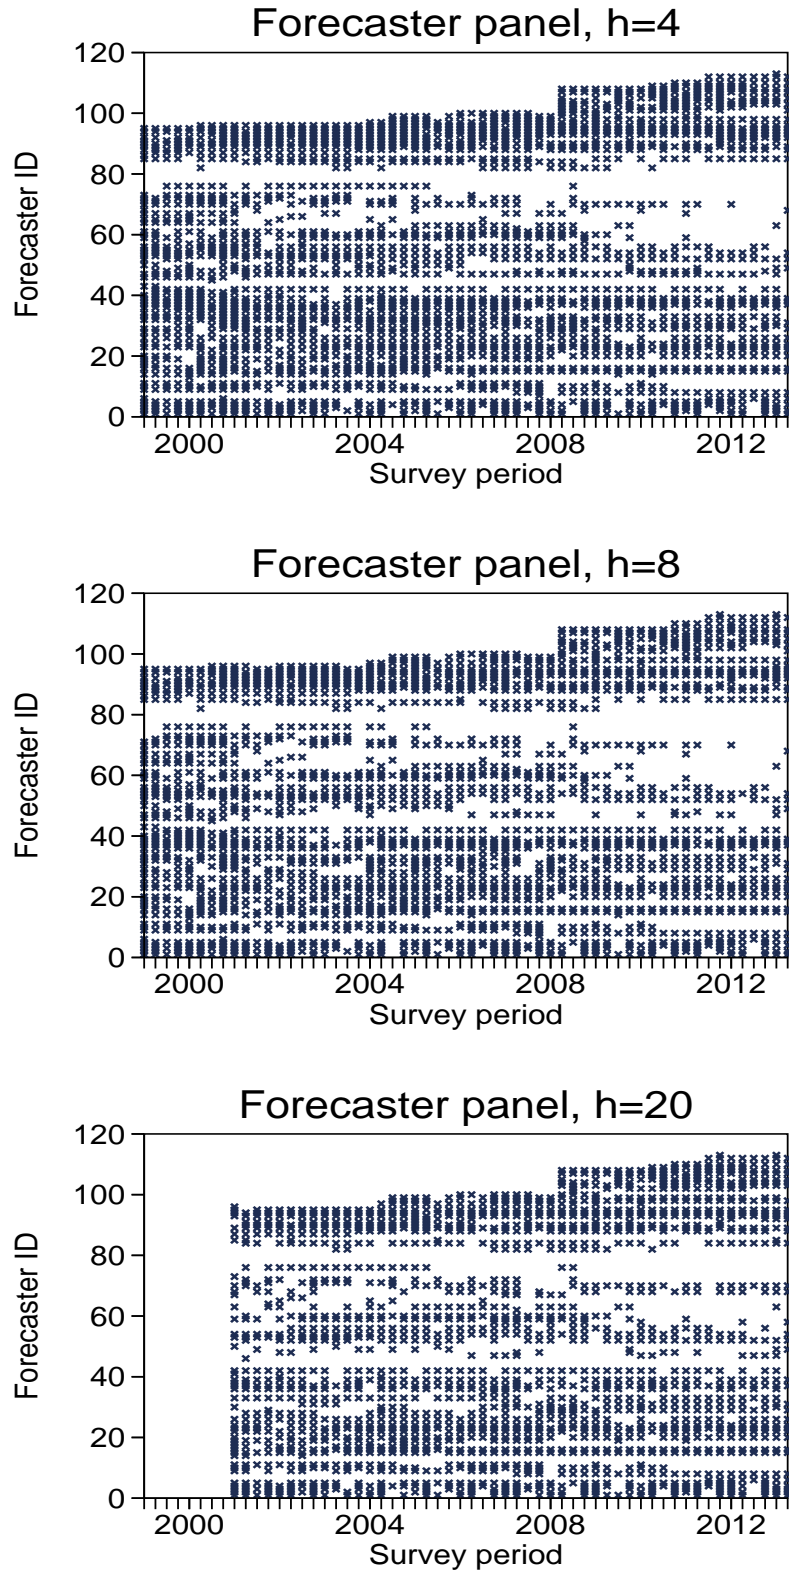 Forecaster panel, h=4
120
100
80
60
40
20
0
Forecaster ID
2000 2004 2008 2012
Survey period
Forecaster panel, h=8
120
100
80
60
40
20
0
Forecaster ID
2000 2004 2008 2012
Survey period
Forecaster panel, h=20
120
100
80
60
40
20
0
Forecaster ID
2000 2004 2008 2012
Survey period